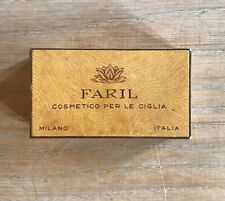 FARIL
COSMETICO PER LE CIGLIA
MILANO ITALIA